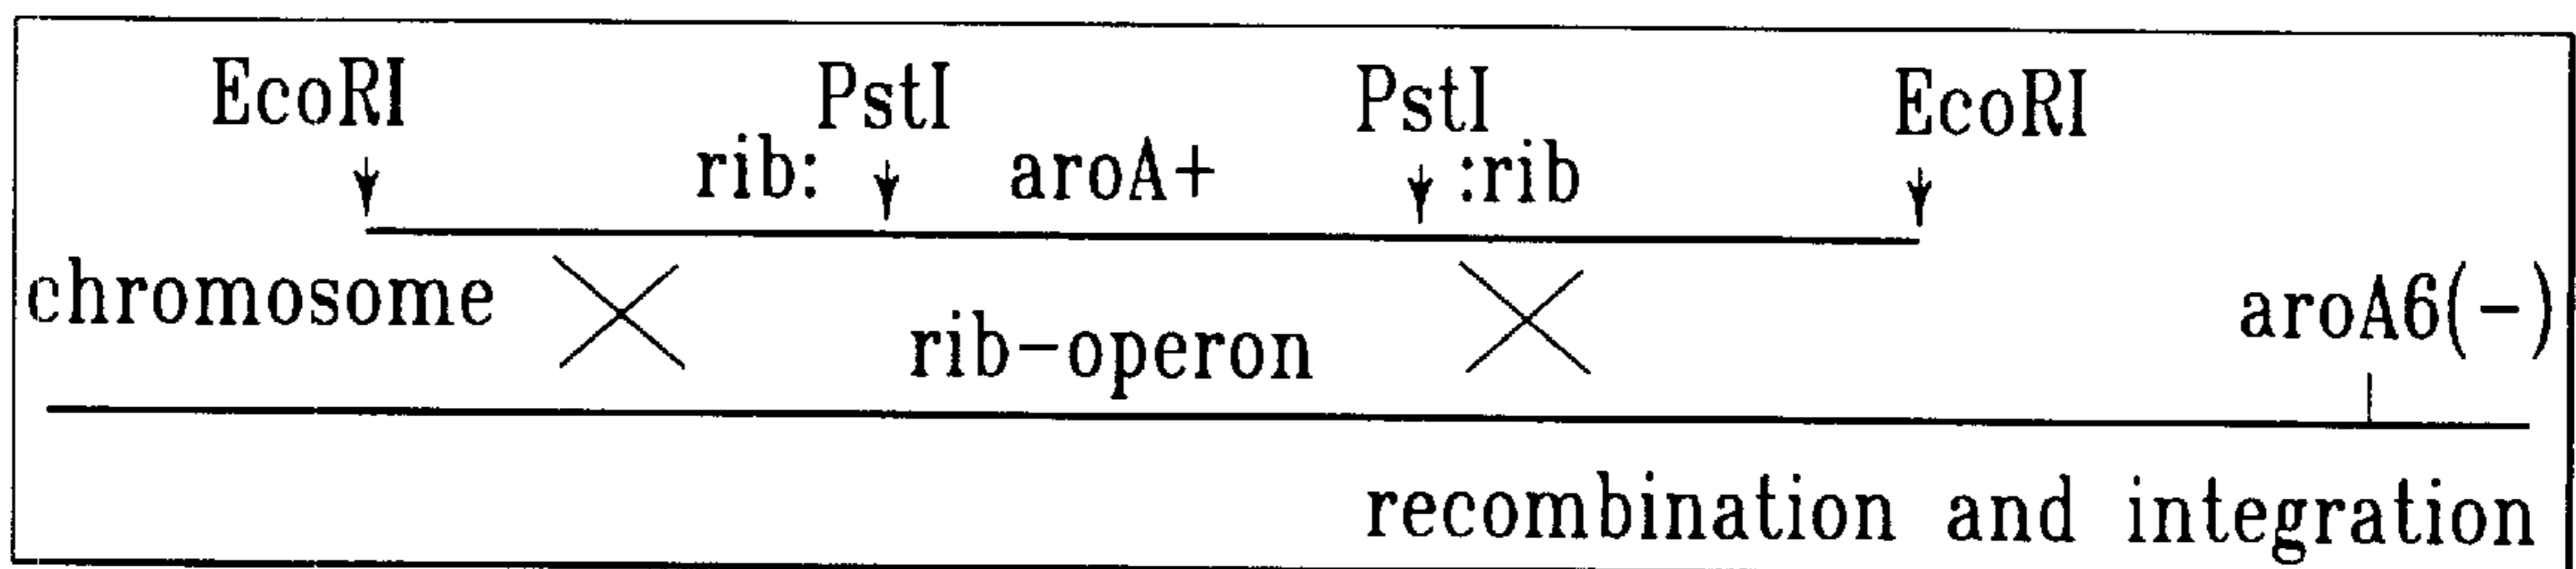 EcoRI PstI PstI EcoRI
rib: aroA+ :rib
chromosome aroA6(-)
rib-operon
recombination and integration